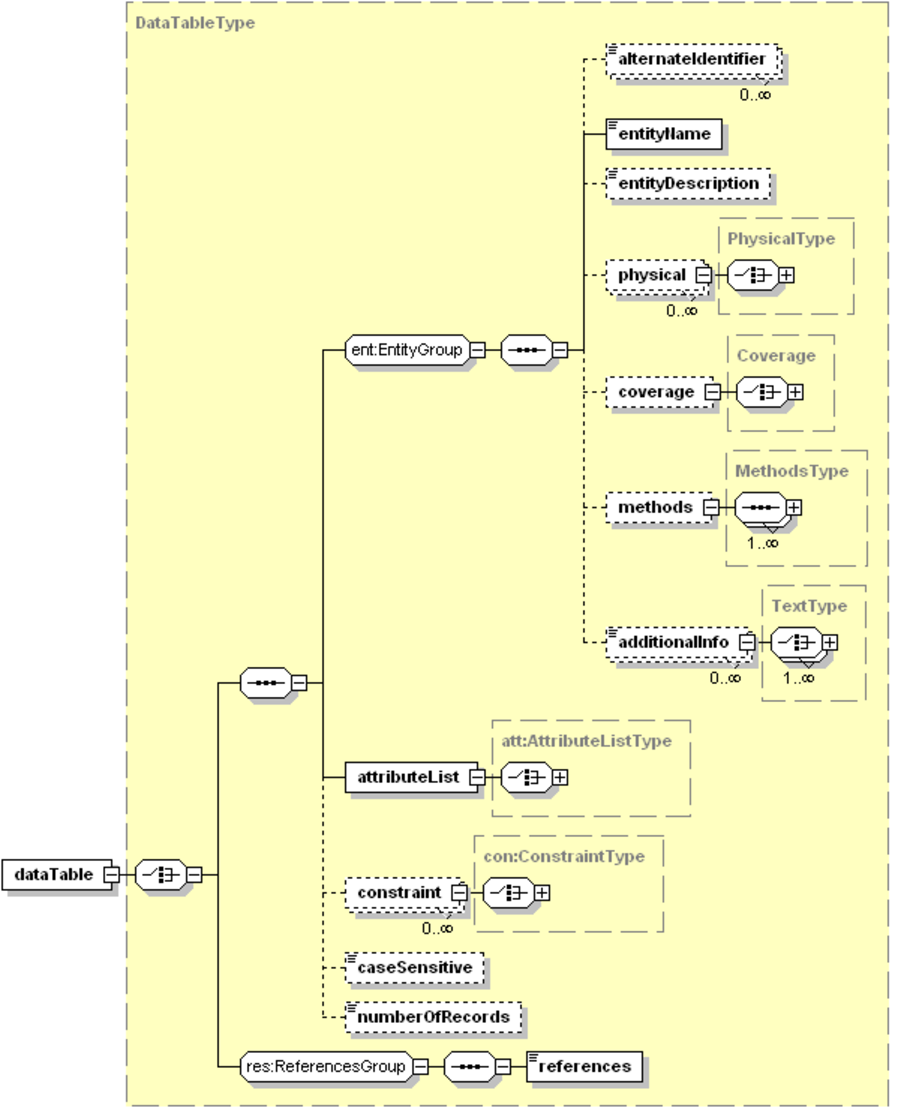 DataTableType
alternateIdentifier
0..∞
entityName
entityDescription
PhysicalType
physical
0..∞
ent:EntityGroup
Coverage
coverage
MethodsType
methods
1..∞
TextType
additionalInfo
0..∞
1..∞
att:AttributeListType
attributeList
dataTable
con:ConstraintType
constraint
0..∞
caseSensitive
numberOfRecords
res:ReferencesGroup
references